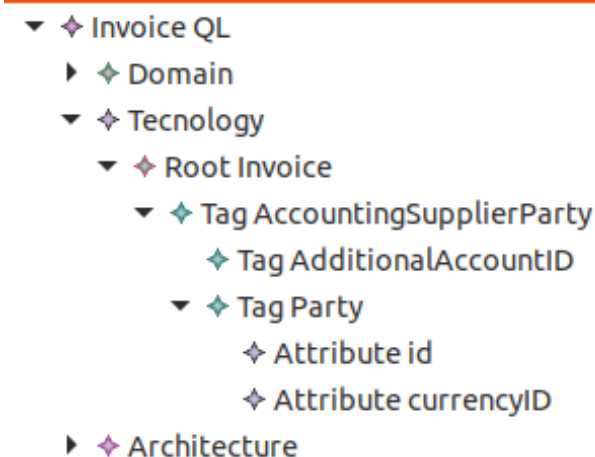 Invoice QL
Domain
Tecnology
Root Invoice
Tag AccountingSupplierParty
Tag AdditionalAccountID
Tag Party
Attribute id
Attribute currencyID
Architecture